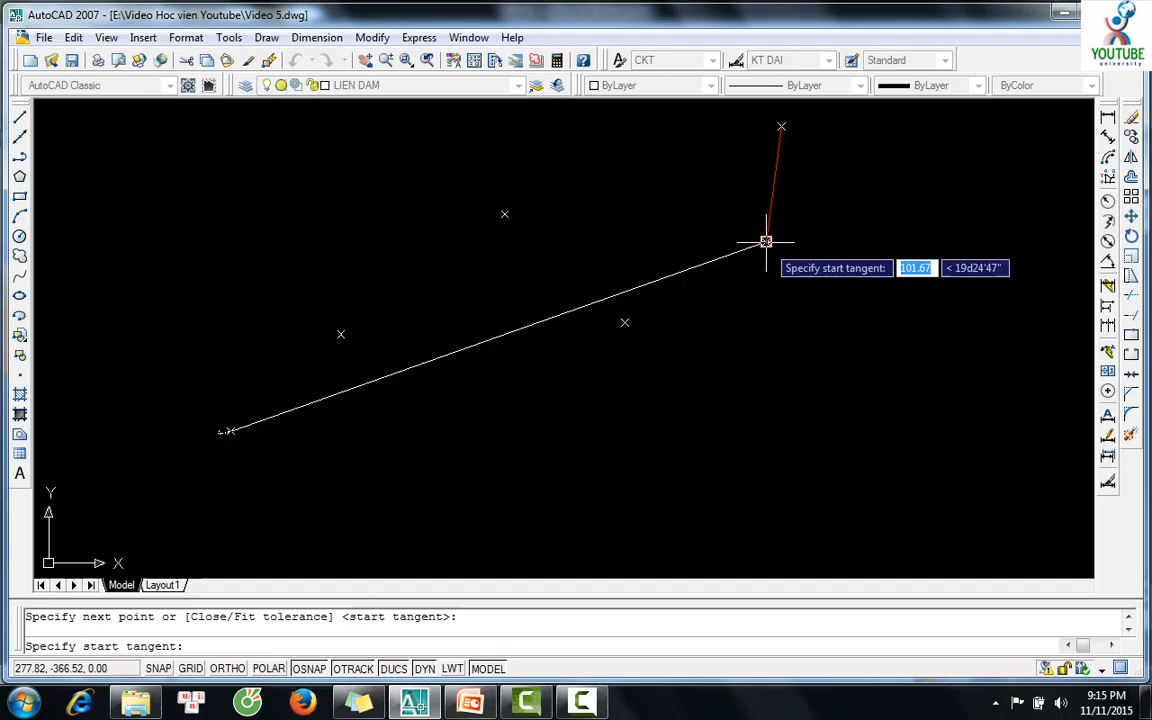 AutoCAD 2007 - [E:\Video Hoc vien Youtube\Video 5.dwg]
YOUTUBE
university
File Edit View Insert Format Tools Draw Dimension Modify Express Window Help
CKT KT DAI Standard
AutoCAD Classic LIEN DAM ByLayer ByLayer ByLayer ByColor
Specify start tangent: 101.67 < 19d24'47"
A
Y
X
Model Layout1
Specify next point or [Close/Fit tolerance] <start tangent>:
Specify start tangent:
277.82, -366.52, 0.00 SNAP GRID ORTHO POLAR OSNAP OTRACK DUCS DYN LWT MODEL
9:15 PM
11/11/2015